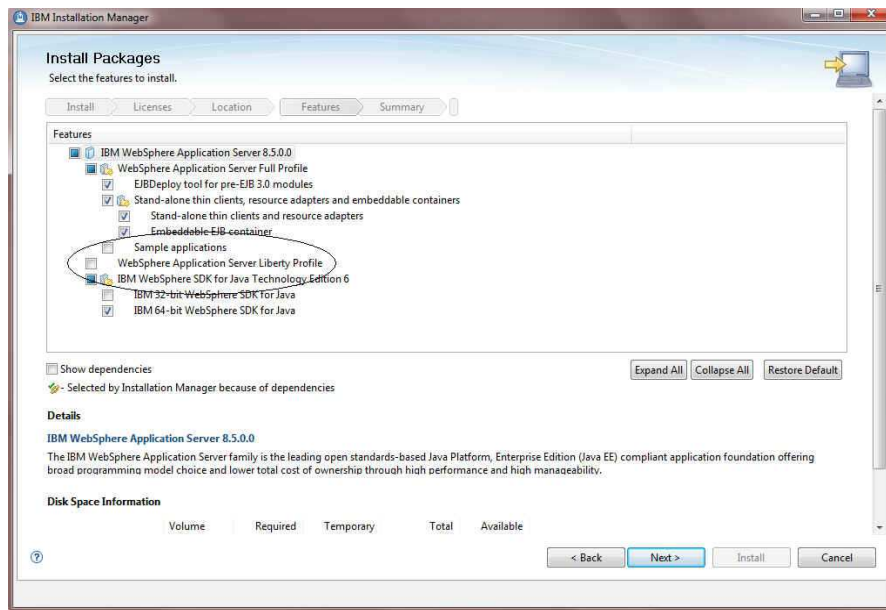 IBM Installation Manager
Install Packages
Select the features to install.
Install Licenses Location Features Summary
Features
IBM WebSphere Application Server 8.5.0.0
WebSphere Application Server Full Profile
EJBDeploy tool for pre-EJB 3.0 modules
Stand-alone thin clients, resource adapters and embeddable containers
Stand-alone thin clients and resource adapters
Embeddable EJB container
Sample applications
WebSphere Application Server Liberty Profile
IBM WebSphere SDK for Java Technology Edition 6
IBM 32-bit WebSphere SDK for Java
IBM 64-bit WebSphere SDK for Java
Show dependencies
Expand All Collapse All Restore Default
- Selected by Installation Manager because of dependencies
Details
IBM WebSphere Application Server 8.5.0.0
The IBM WebSphere Application Server family is the leading open standards-based Java Platform, Enterprise Edition (Java EE) compliant application foundation offering
broad programming model choice and lower total cost of ownership through high performance and high manageability.
Disk Space Information
Volume Required Temporary Total Available
? < Back Next > Install Cancel